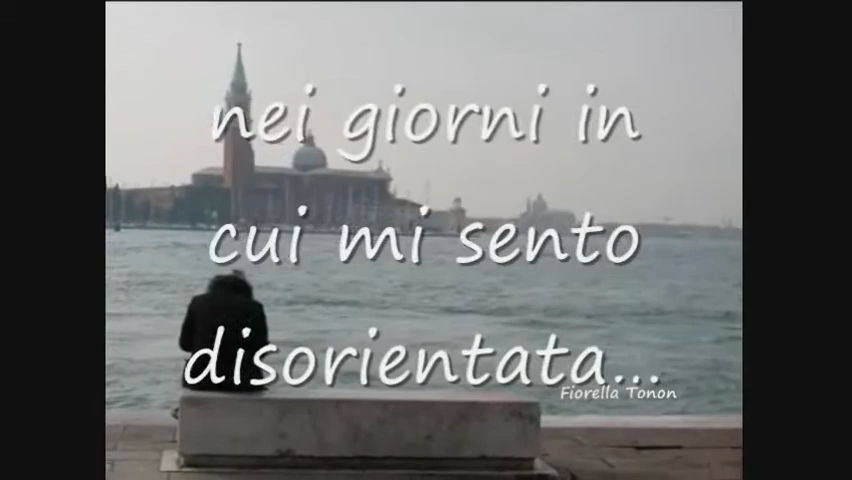 nei giorni in
cui mi sento
disorientata...
Fiorella Tonon